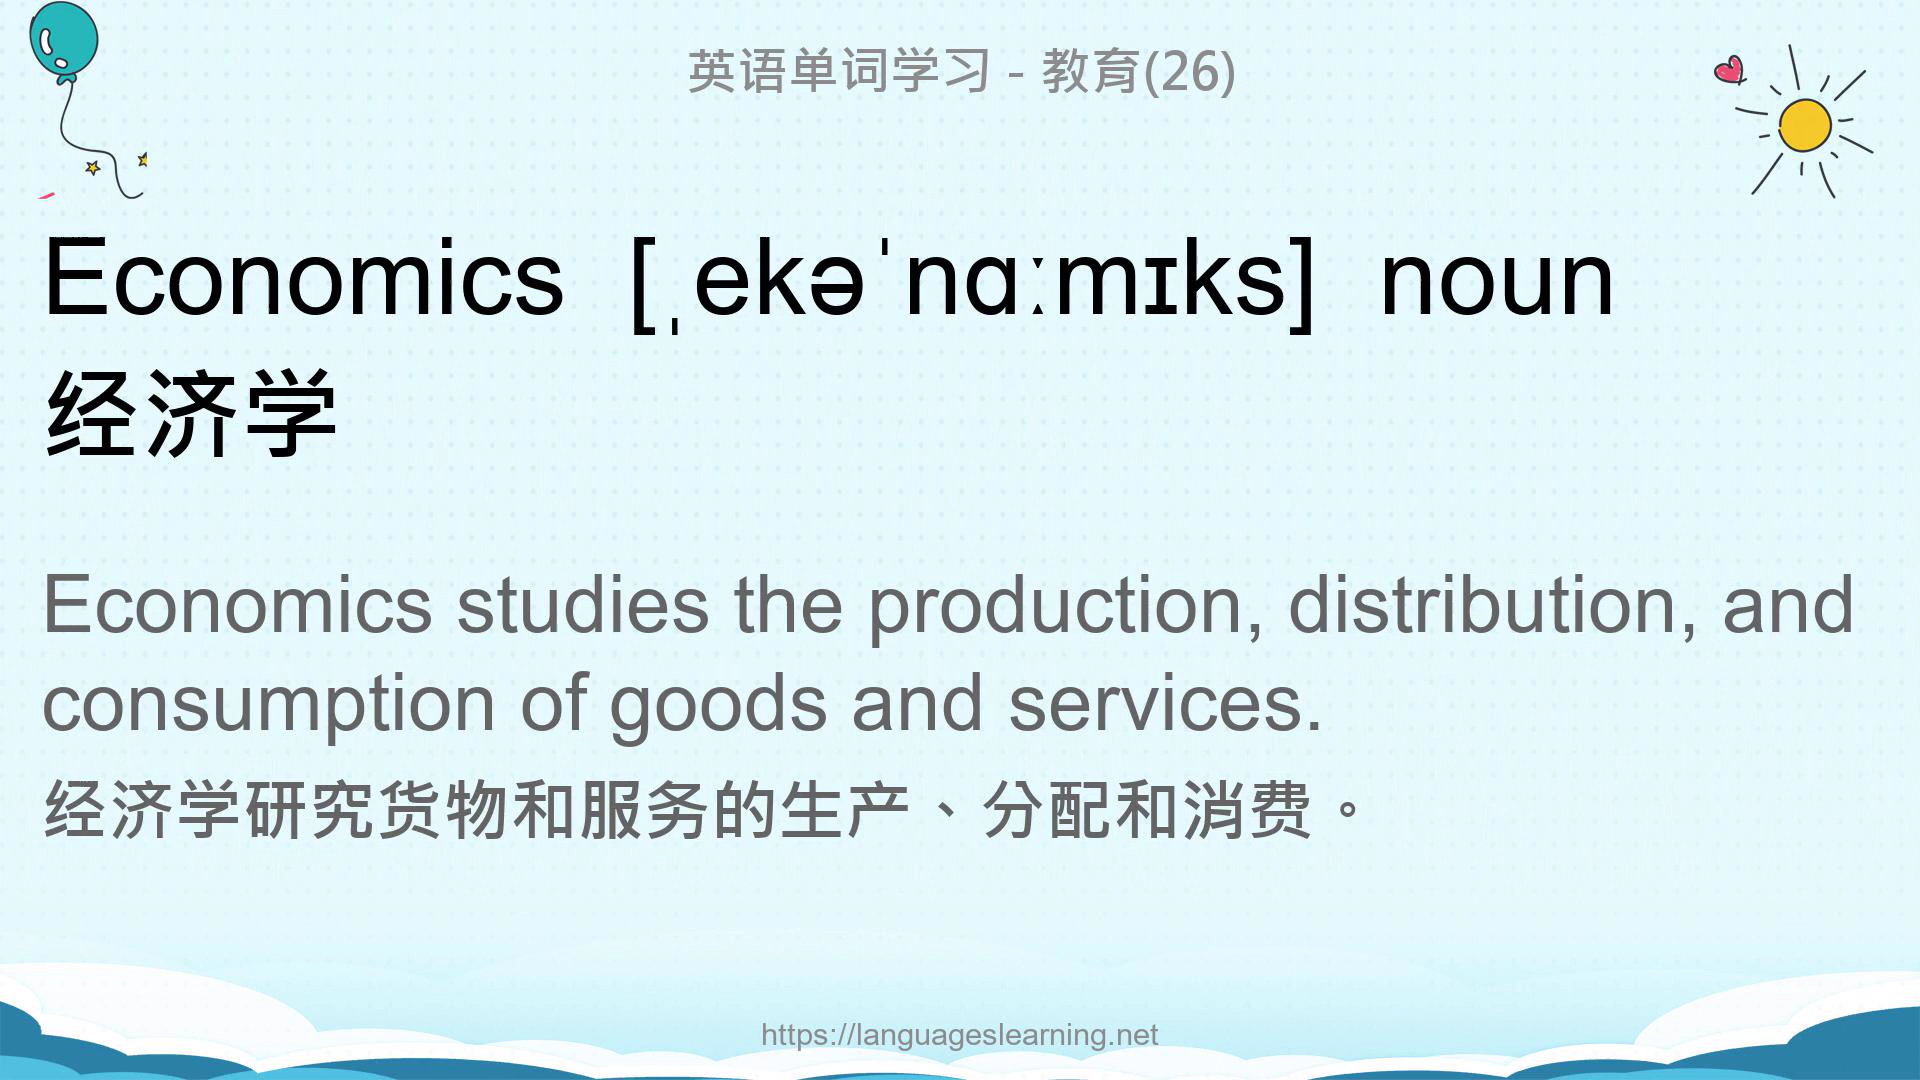 英语单词学习 - 教育(26)
Economics [ˌekəˈnɑːmɪks] noun
经济学
Economics studies the production, distribution, and
consumption of goods and services.
经济学研究货物和服务的生产、分配和消费。
https://languageslearning.net